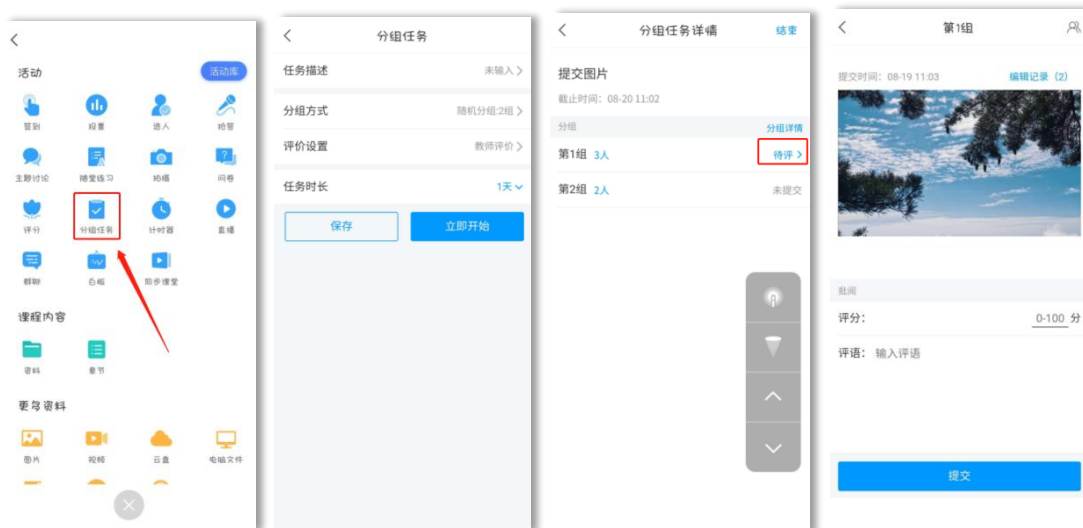 活动
活动库
签到
投票
选人
抢答
主题讨论
随堂练习
拍摄
问卷
评分
分组任务
计时器
直播
群聊
白板
同步课堂
课程内容
资料
章节
更多资料
图片
视频
云盘
电脑文件
分组任务
任务描述
未输入
分组方式
随机分组:2组
评价设置
教师评价
任务时长
1天
保存
立即开始
分组任务详情
结束
提交图片
截止时间: 08-20 11:02
分组
分组详情
第1组 3人
待评
第2组 2人
未提交
第1组
提交时间: 08-19 11:03
编辑记录 (2)
批阅
评分:
0-100 分
评语: 输入评语
提交